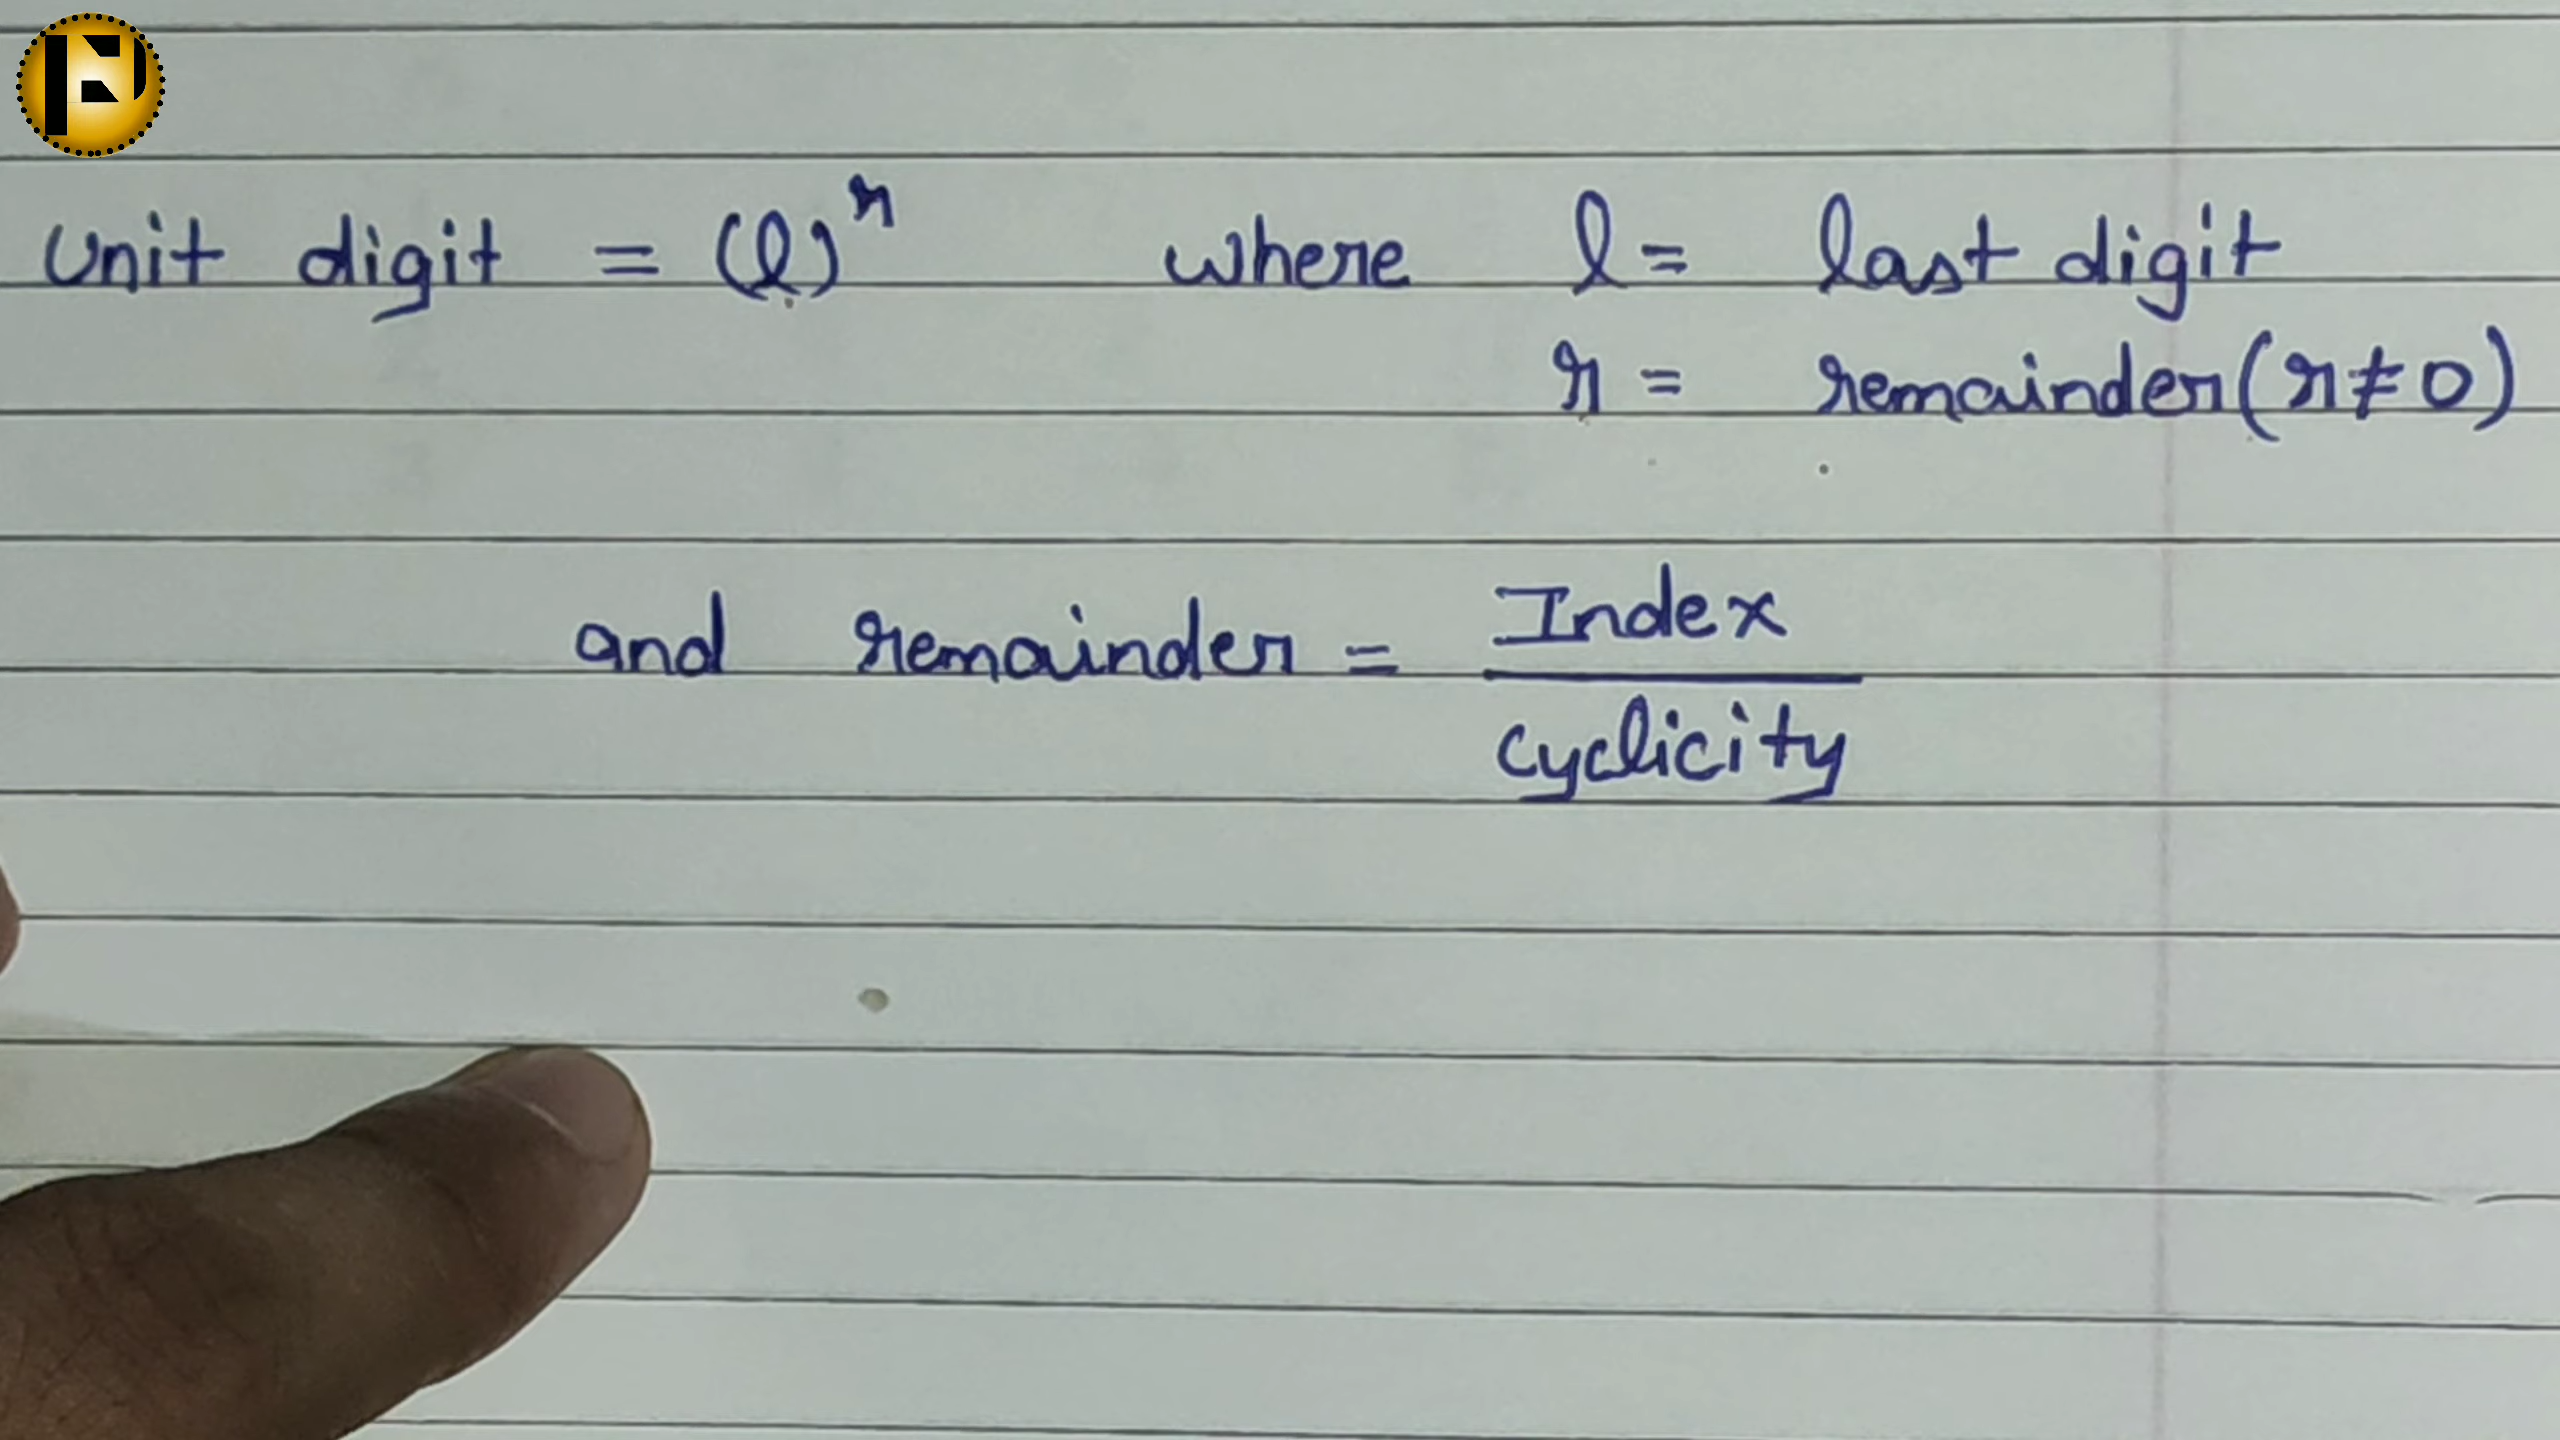 Unit digit = (l)^r where l = last digit
r = remainder (r ≠ 0)
and remainder = Index / cyclicity